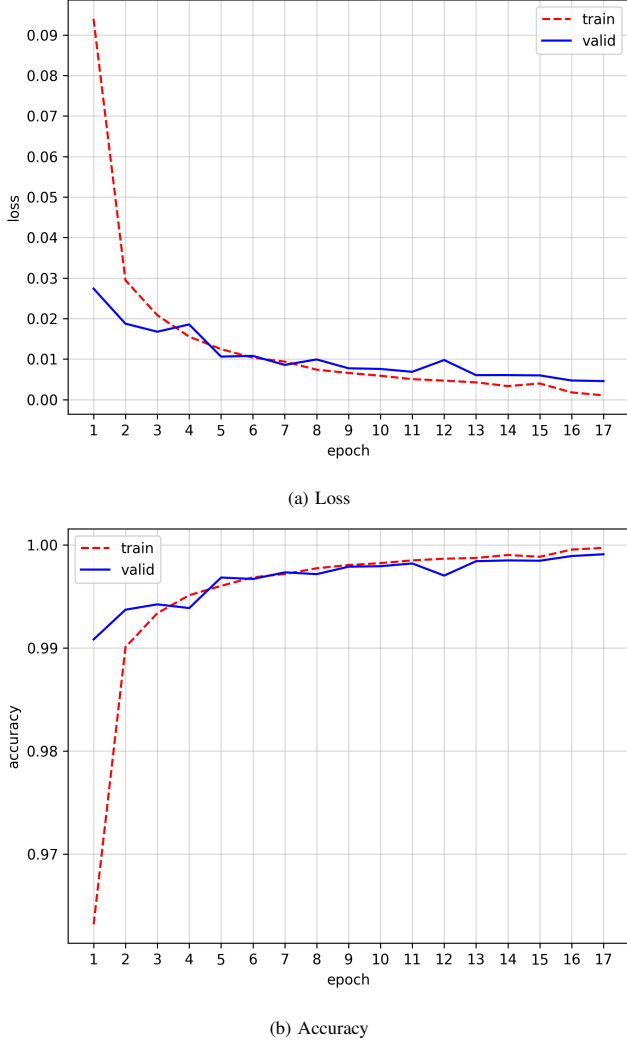 0.09
0.08
0.07
0.06
0.05
0.04
0.03
0.02
0.01
0.00
loss
train
valid
1 2 3 4 5 6 7 8 9 10 11 12 13 14 15 16 17
epoch
(a) Loss
1.00
0.99
0.98
0.97
accuracy
train
valid
1 2 3 4 5 6 7 8 9 10 11 12 13 14 15 16 17
epoch
(b) Accuracy